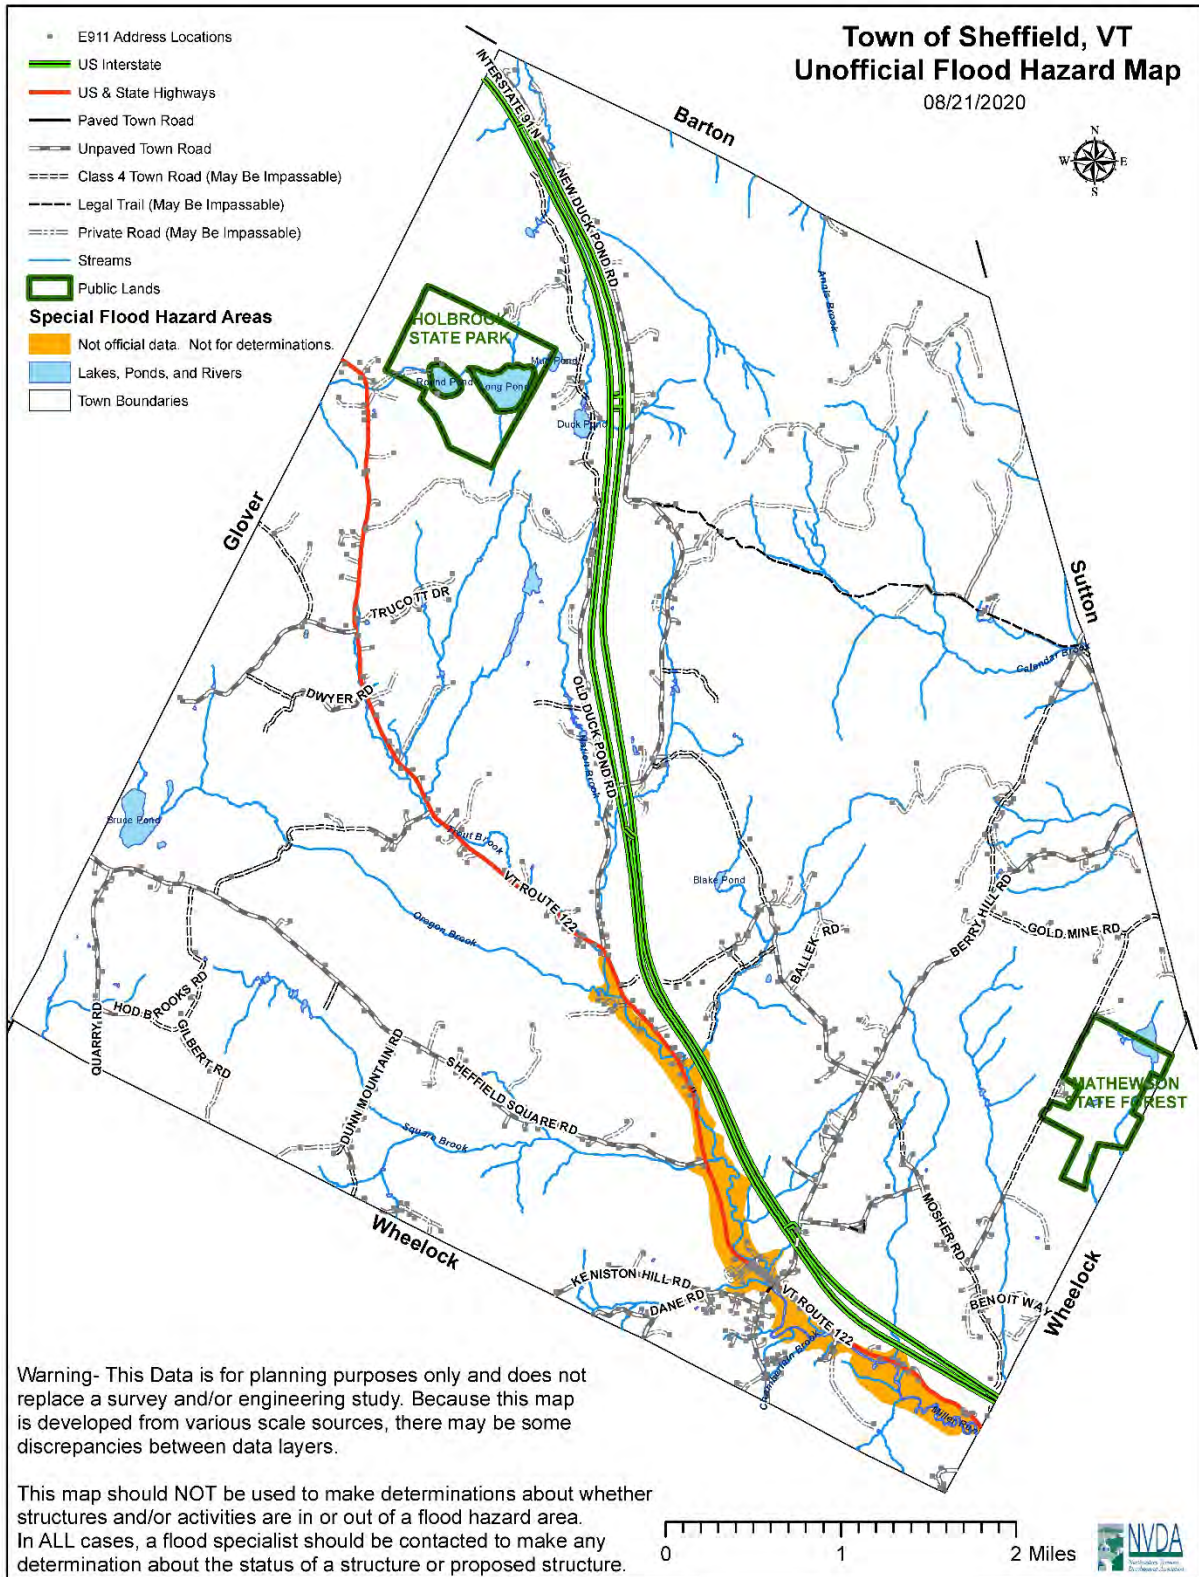 Town of Sheffield, VT
Unofficial Flood Hazard Map
08/21/2020
E911 Address Locations
US Interstate
US & State Highways
Paved Town Road
Unpaved Town Road
Class 4 Town Road (May Be Impassable)
Legal Trail (May Be Impassable)
Private Road (May Be Impassable)
Streams
Public Lands
Special Flood Hazard Areas
Not official data. Not for determinations.
Lakes, Ponds, and Rivers
Town Boundaries
N
W
E
S
INTERSTATE 91 N
Barton
NEW DUCK POND RD
Angle Brook
HOLBROOK
STATE PARK
Mud Pond
Round Pond
Long Pond
Duck Pond
Glover
Sutton
TRUCOTT DR
Calendar Brook
DWYER RD
OLD DUCK POND RD
Bruce Pond
Trout Brook
VT ROUTE 122
Blake Pond
Oregon Brook
BERRY HILL RD
GOLD MINE RD
BALLEK RD
HOD BROOKS RD
QUARRY RD
GILBERT RD
DUNN MOUNTAIN RD
SHEFFIELD SQUARE RD
Square Brook
MATHEWSON
STATE FOREST
MOSHER RD
Wheelock
Wheelock
KENISTON HILL RD
DANE RD
VT ROUTE 122
BENOIT WAY
Miller Run
Warning- This Data is for planning purposes only and does not
replace a survey and/or engineering study. Because this map
is developed from various scale sources, there may be some
discrepancies between data layers.
This map should NOT be used to make determinations about whether
structures and/or activities are in or out of a flood hazard area.
In ALL cases, a flood specialist should be contacted to make any
determination about the status of a structure or proposed structure.
0 1 2 Miles
NVDA